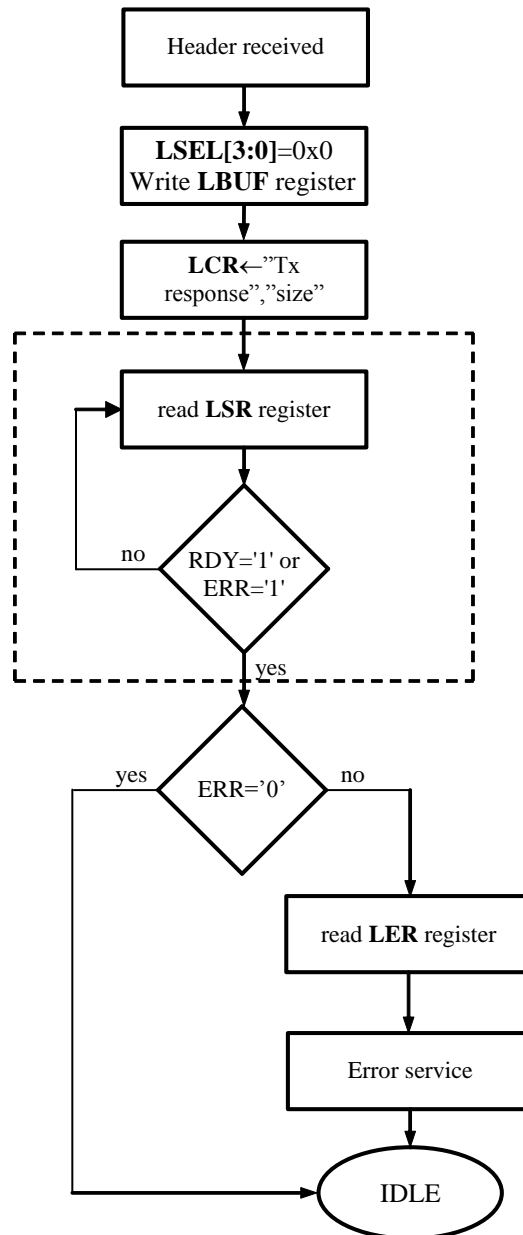 Header received
LSEL[3:0]=0x0
Write LBUF register
LCR←”Tx
response”,”size”
read LSR register
no
RDY='1' or
ERR='1'
yes
yes
ERR=’0’
no
read LER register
Error service
IDLE